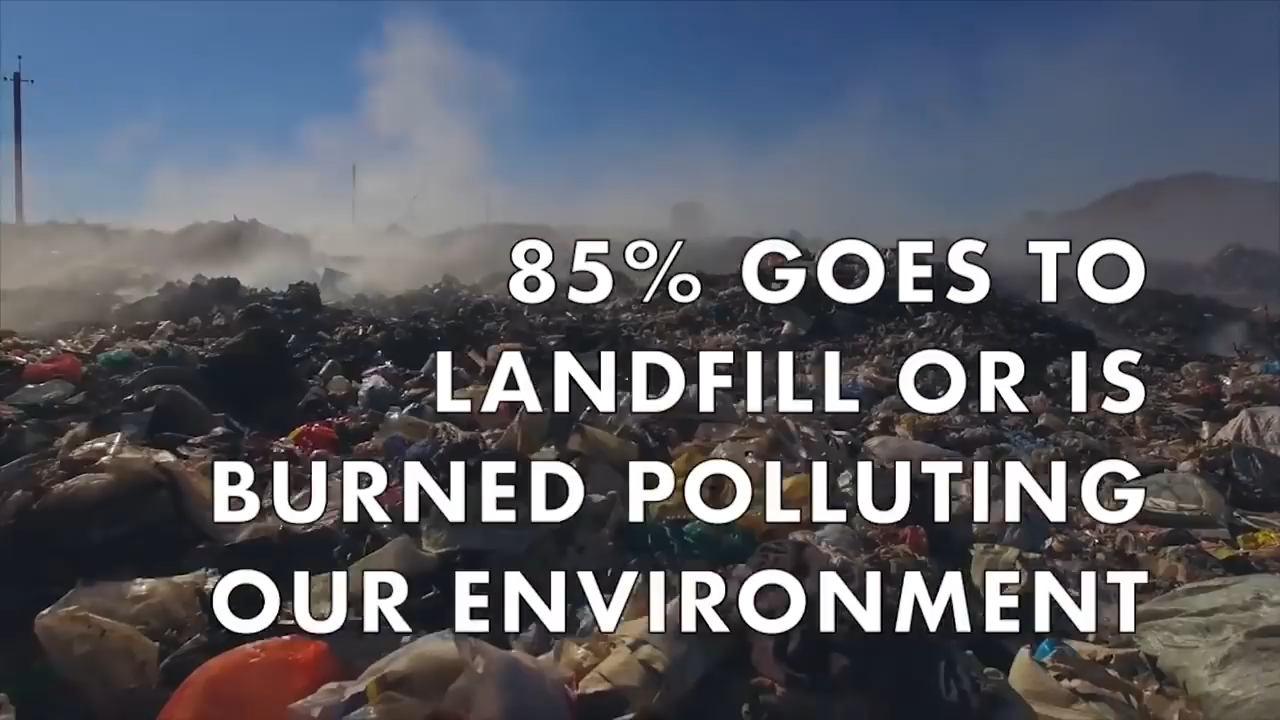 85% GOES TO
LANDFILL OR IS
BURNED POLLUTING
OUR ENVIRONMENT